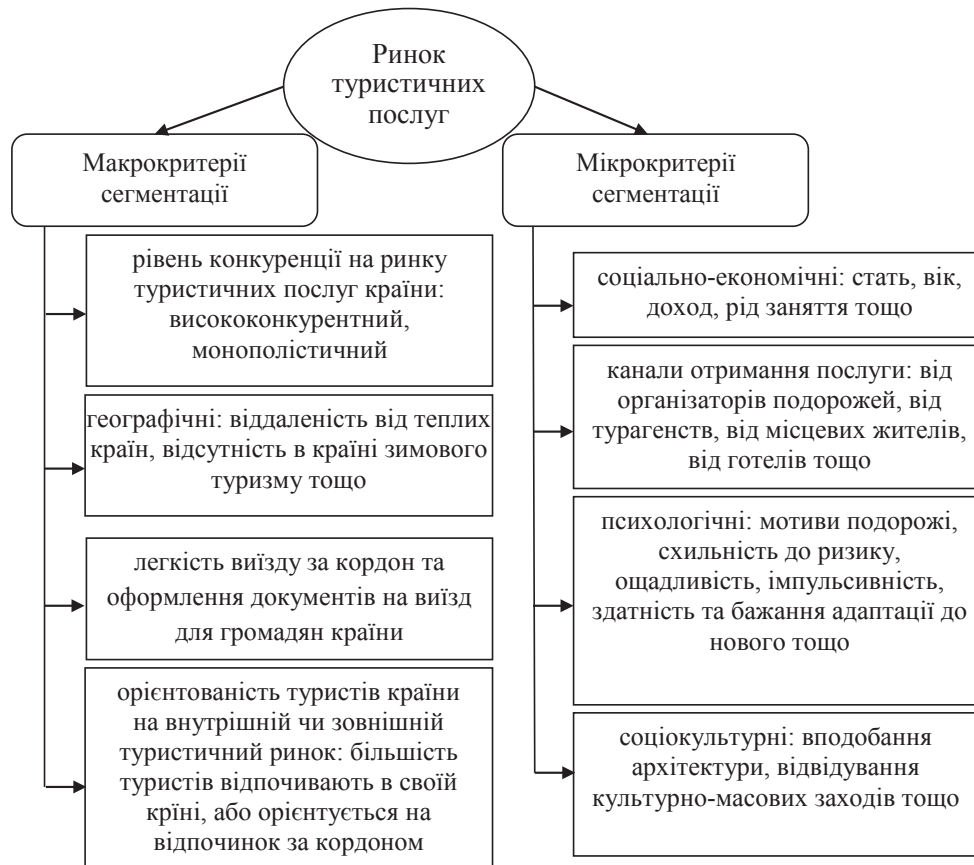 Ринок
туристичних
послуг
Макрокритерії
сегментації
рівень конкуренції на ринку
туристичних послуг країни:
висококонкурентний,
монополістичний
географічні: віддаленість від теплих
країн, відсутність в країні зимового
туризму тощо
легкість виїзду за кордон та
оформлення документів на виїзд
для громадян країни
орієнтованість туристів країни
на внутрішній чи зовнішній
туристичний ринок: більшість
туристів відпочивають в своїй
кріїні, або орієнтується на
відпочинок за кордоном
Мікрокритерії
сегментації
соціально-економічні: стать, вік,
доход, рід заняття тощо
канали отримання послуги: від
організаторів подорожей, від
турагенств, від місцевих жителів,
від готелів тощо
психологічні: мотиви подорожі,
схильність до ризику,
ощадливість, імпульсивність,
здатність та бажання адаптації до
нового тощо
соціокультурні: вподобання
архітектури, відвідування
культурно-масових заходів тощо